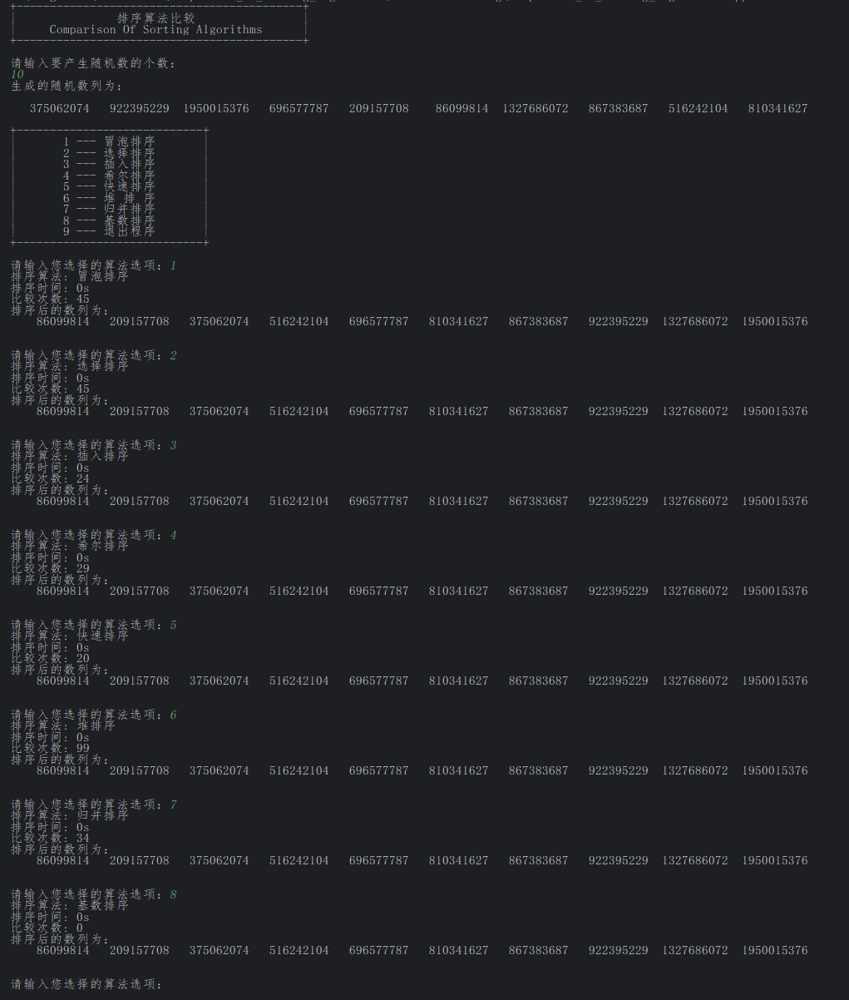 排序算法比较
Comparison Of Sorting Algorithms
请输入要产生随机数的个数:
10
生成的随机数列为:
375062074 922395229 1950015376 696577787 209157708 86099814 1327686072 867383687 516242104 810341627
1 --- 冒泡排序
2 --- 选择排序
3 --- 插入排序
4 --- 希尔排序
5 --- 快速排序
6 --- 堆 排 序
7 --- 归并排序
8 --- 基数排序
9 --- 退出程序
请输入您选择的算法选项: 1
排序算法: 冒泡排序
排序时间: 0s
比较次数: 45
排序后的数列为:
86099814 209157708 375062074 516242104 696577787 810341627 867383687 922395229 1327686072 1950015376
请输入您选择的算法选项: 2
排序算法: 选择排序
排序时间: 0s
比较次数: 45
排序后的数列为:
86099814 209157708 375062074 516242104 696577787 810341627 867383687 922395229 1327686072 1950015376
请输入您选择的算法选项: 3
排序算法: 插入排序
排序时间: 0s
比较次数: 24
排序后的数列为:
86099814 209157708 375062074 516242104 696577787 810341627 867383687 922395229 1327686072 1950015376
请输入您选择的算法选项: 4
排序算法: 希尔排序
排序时间: 0s
比较次数: 29
排序后的数列为:
86099814 209157708 375062074 516242104 696577787 810341627 867383687 922395229 1327686072 1950015376
请输入您选择的算法选项: 5
排序算法: 快速排序
排序时间: 0s
比较次数: 20
排序后的数列为:
86099814 209157708 375062074 516242104 696577787 810341627 867383687 922395229 1327686072 1950015376
请输入您选择的算法选项: 6
排序算法: 堆排序
排序时间: 0s
比较次数: 99
排序后的数列为:
86099814 209157708 375062074 516242104 696577787 810341627 867383687 922395229 1327686072 1950015376
请输入您选择的算法选项: 7
排序算法: 归并排序
排序时间: 0s
比较次数: 34
排序后的数列为:
86099814 209157708 375062074 516242104 696577787 810341627 867383687 922395229 1327686072 1950015376
请输入您选择的算法选项: 8
排序算法: 基数排序
排序时间: 0s
比较次数: 0
排序后的数列为:
86099814 209157708 375062074 516242104 696577787 810341627 867383687 922395229 1327686072 1950015376
请输入您选择的算法选项: